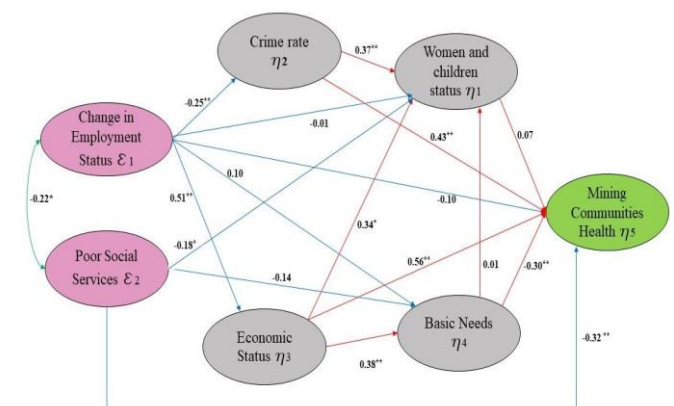 Crime rate
η2
Women and
children
status η1
Change in
Employment
Status ℰ1
Poor Social
Services ℰ2
Economic
Status η3
Basic Needs
η4
Mining
Communities
Health η5
0.37**
-0.25**
-0.01
0.43**
0.07
0.10
-0.10
0.51**
-0.22*
-0.18*
0.34*
-0.14
0.56**
0.01
-0.30**
0.38**
-0.32**